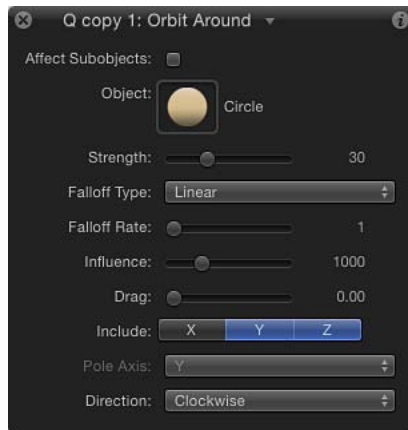 Q copy 1: Orbit Around
Affect Subobjects:
Object: Circle
Strength: 30
Falloff Type: Linear
Falloff Rate: 1
Influence: 1000
Drag: 0.00
Include: X Y Z
Pole Axis: Y
Direction: Clockwise